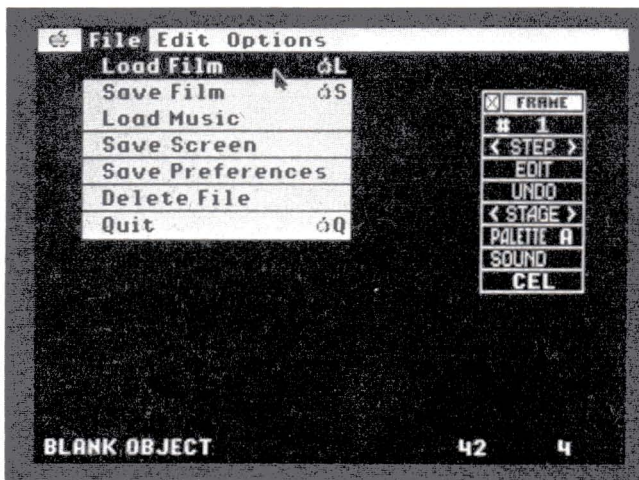 File Edit Options
Load Film L
Save Film S
Load Music
Save Screen
Save Preferences
Delete File
Quit Q
FRAME
# 1
< STEP >
EDIT
UNDO
< STAGE >
PALETTE A
SOUND
CEL
BLANK OBJECT 42 4